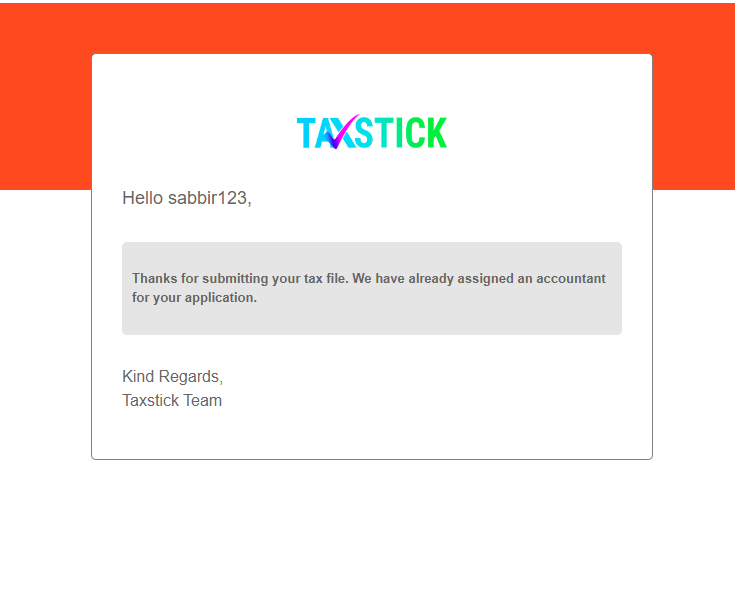 TAXSTICK
Hello sabbir123,
Thanks for submitting your tax file. We have already assigned an accountant
for your application.
Kind Regards,
Taxstick Team